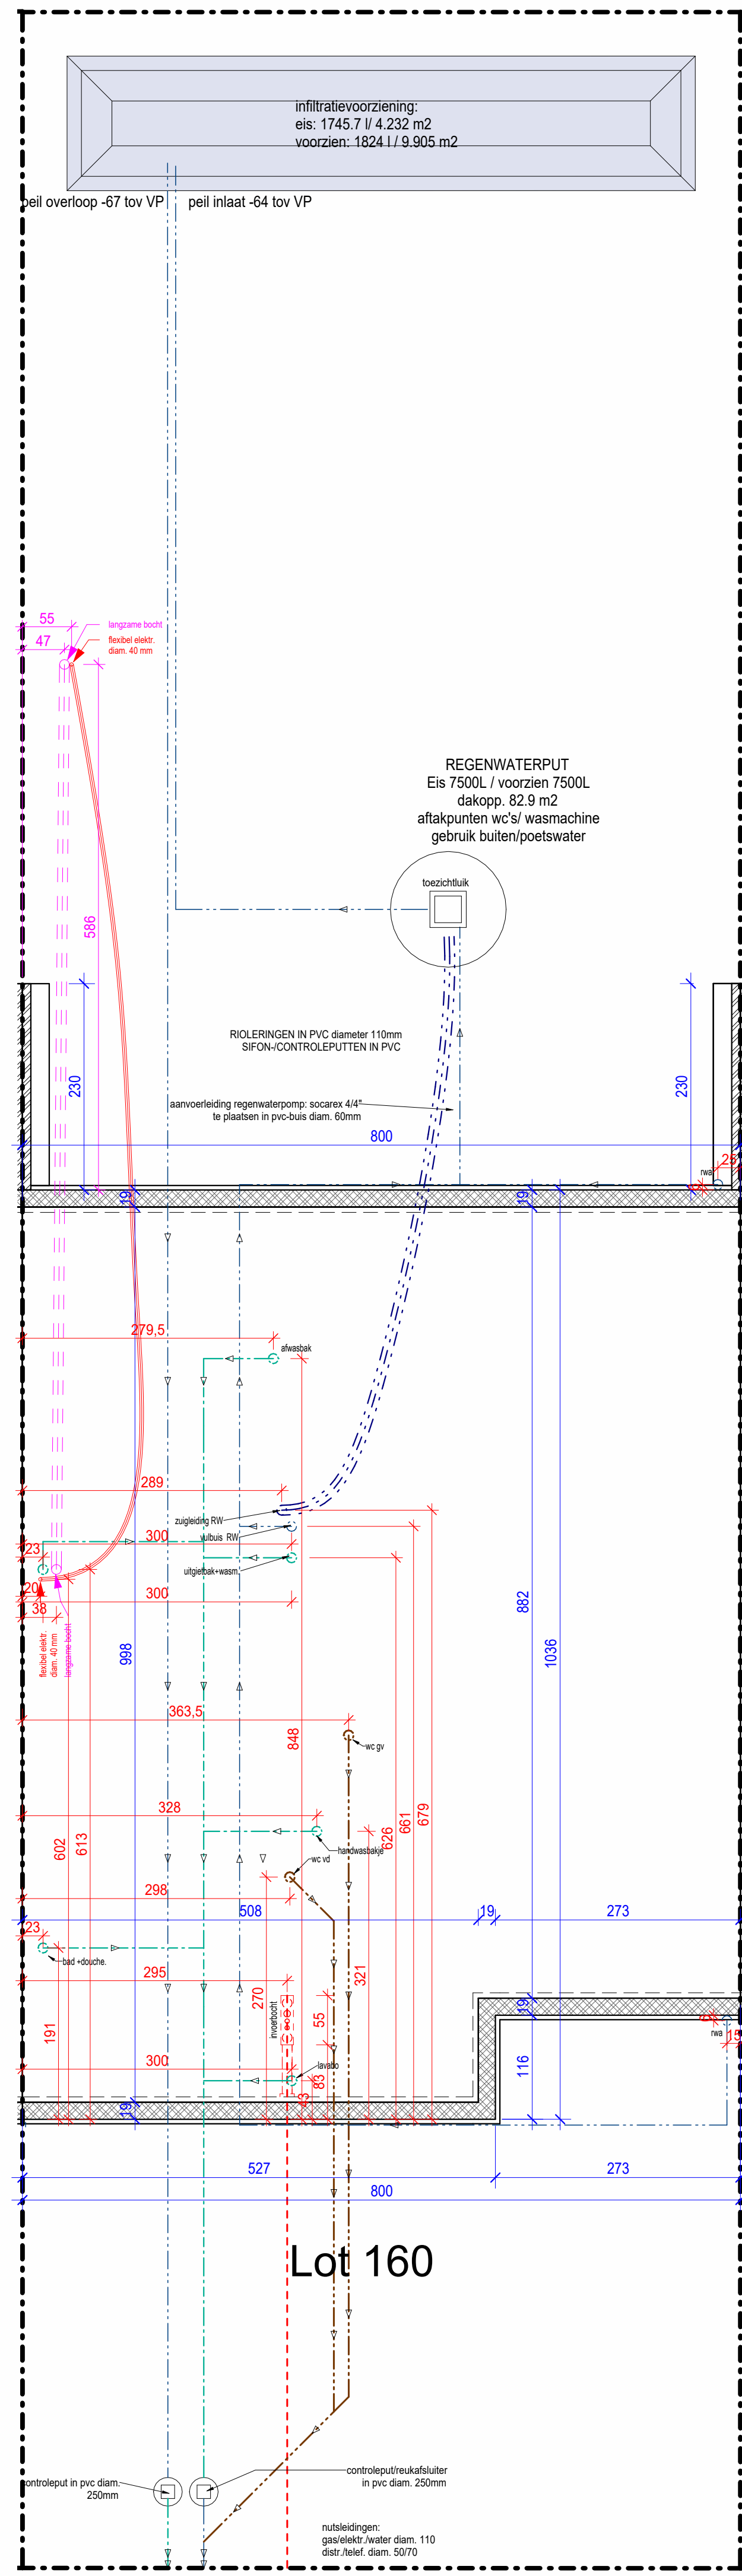 infiltratievoorziening:
eis: 1745.7 l/ 4.232 m2
voorzien: 1824 l / 9.905 m2
peil overloop -67 tov VP
peil inlaat -64 tov VP
55
langzame bocht
47
flexibel elektr.
diam. 40 mm
586
REGENWATERPUT
Eis 7500L / voorzien 7500L
dakopp. 82.9 m2
aftakpunten wc's/ wasmachine
gebruik buiten/poetswater
toezichtluik
RIOLERINGEN IN PVC diameter 110mm
SIFON-/CONTROLEPUTTEN IN PVC
230
230
aanvoerleiding regenwaterpomp: socarex 4/4"
te plaatsen in pvc-buis diam. 60mm
800
rwa
25
19
19
279,5
afwasbak
289
zuigleiding RW
vulbuis RW
300
23
uitgietbak+wasm.
20
300
38
flexibel elektr.
diam. 40 mm
langzame bocht
998
882
1036
363,5
848
wc gv
328
602
613
626
661
679
handwasbakje
wc vd
298
508
19
273
23
bad +douche.
295
270
321
191
invoerbocht
55
19
rwa
15
116
300
lavabo
83
43
19
527
273
800
Lot 160
controleput in pvc diam.
250mm
controleput/reukafsluiter
in pvc diam. 250mm
nutsleidingen:
gas/elektr./water diam. 110
distr./telef. diam. 50/70